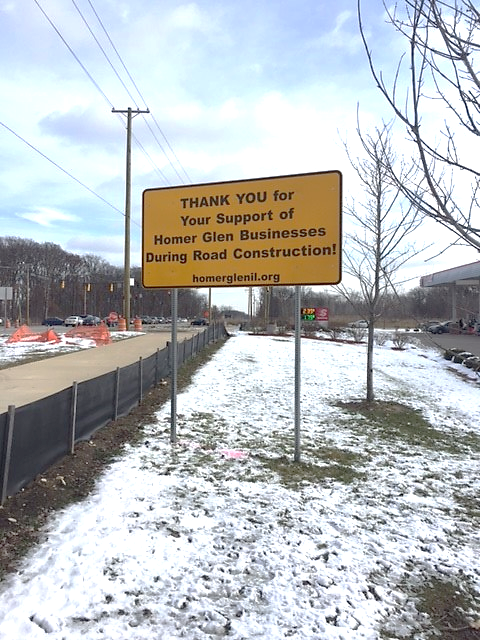 THANK YOU for
Your Support of
Homer Glen Businesses
During Road Construction!
homerglenil.org